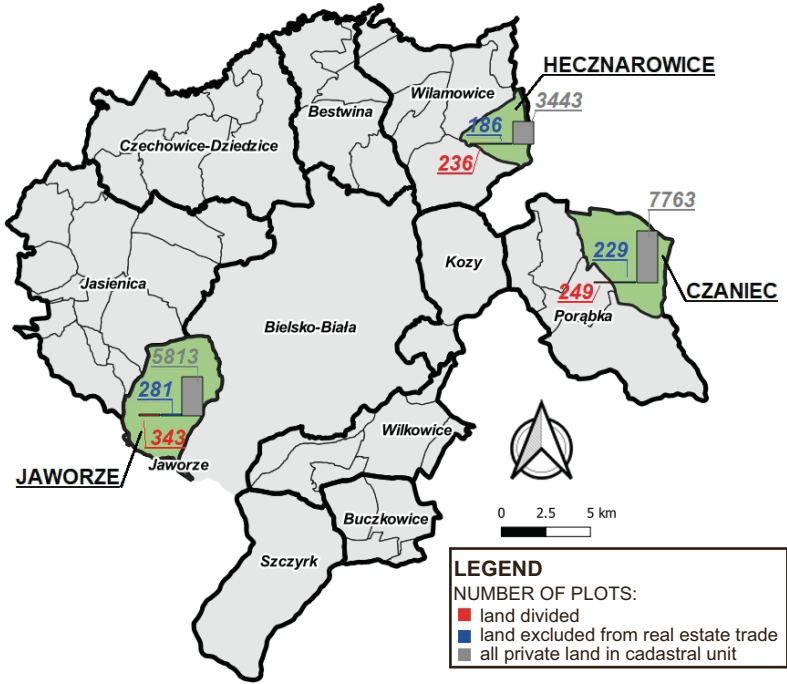 HECZNAROWICE
Wilamowice
3443
Bestwina
186
Czechowice-Dziedzice
236
7763
229
Kozy
Jasienica
249
CZANIEC
Porąbka
Bielsko-Biała
5813
281
343
Wilkowice
Jaworze
JAWORZE
0 2.5 5 km
Buczkowice
Szczyrk
LEGEND
NUMBER OF PLOTS:
land divided
land excluded from real estate trade
all private land in cadastral unit